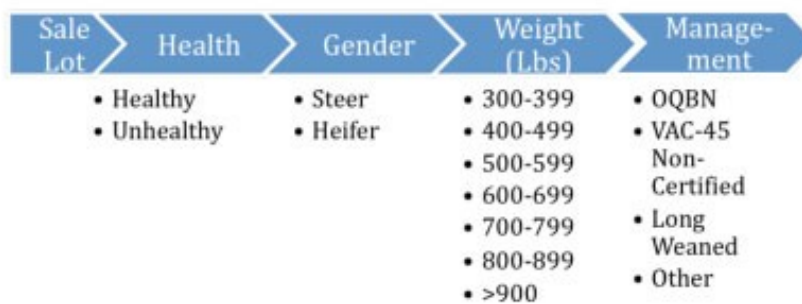 Sale
Lot
Health
Gender
Weight
(Lbs)
Manage-
ment
• Healthy
• Unhealthy
• Steer
• Heifer
• 300-399
• 400-499
• 500-599
• 600-699
• 700-799
• 800-899
• >900
• OQBN
• VAC-45
Non-
Certified
• Long
Weaned
• Other